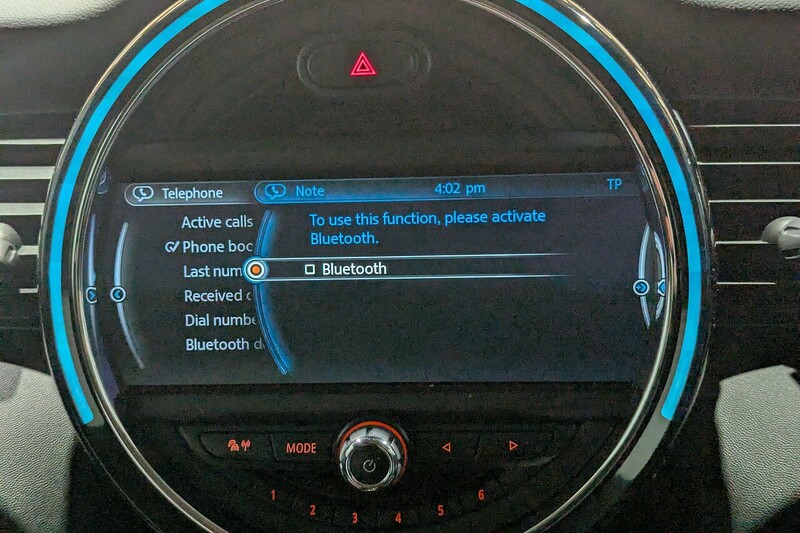 Telephone
Note
4:02 pm
TP
Active calls
Phone boo
Last num
Received
Dial numbe
Bluetooth d
To use this function, please activate
Bluetooth.
Bluetooth
MODE
1
2
3
4
5
6